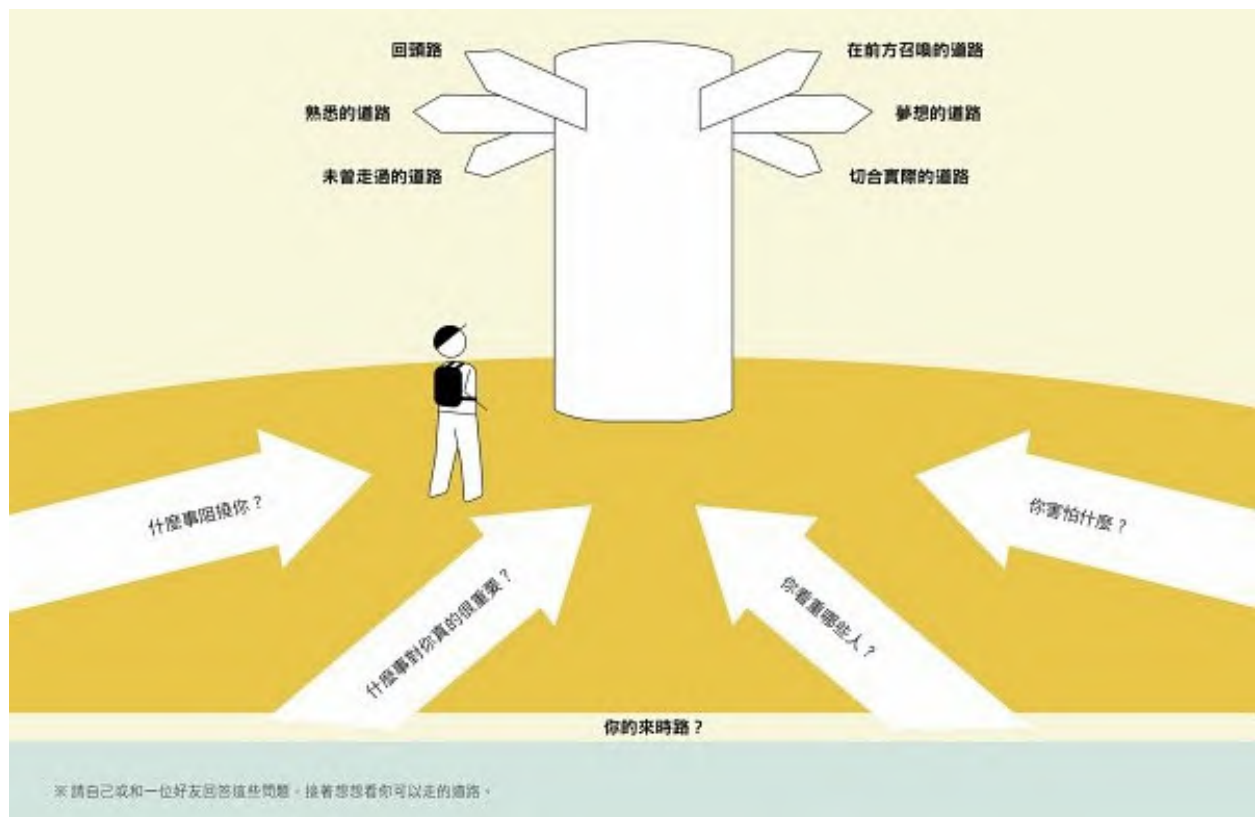 回頭路
在前方召喚的道路
熟悉的道路
夢想的道路
未曾走過的道路
切合實際的道路
什麼事阻撓你？
你害怕什麼？
什麼事對你真的很重要？
你看重哪些人？
你的來時路？
※ 請自己或和一位好友回答這些問題。接著想想看你可以走的道路。